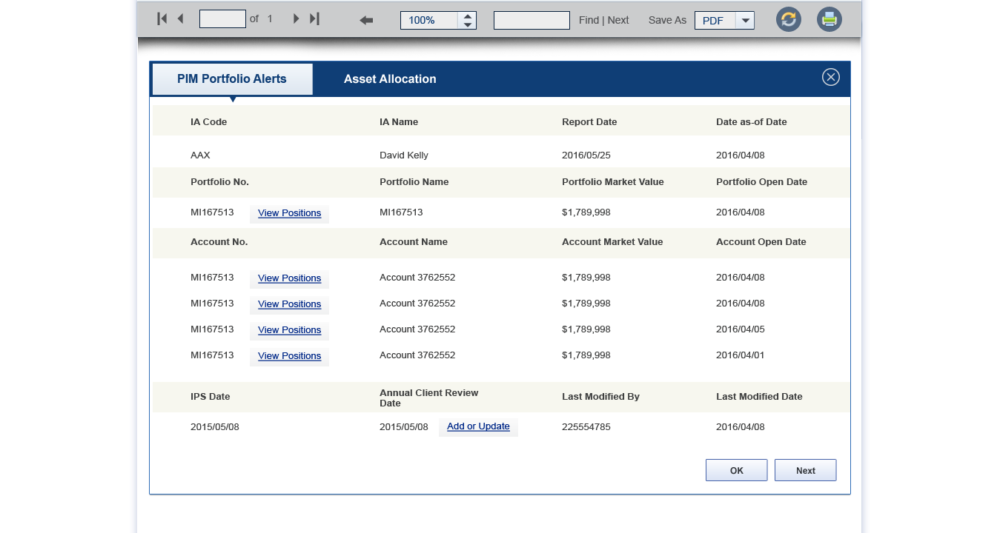 of 1 100% Find | Next Save As PDF
PIM Portfolio Alerts Asset Allocation
IA Code IA Name Report Date Date as-of Date
AAX David Kelly 2016/05/25 2016/04/08
Portfolio No. Portfolio Name Portfolio Market Value Portfolio Open Date
MI167513 View Positions MI167513 $1,789,998 2016/04/08
Account No. Account Name Account Market Value Account Open Date
MI167513 View Positions Account 3762552 $1,789,998 2016/04/08
MI167513 View Positions Account 3762552 $1,789,998 2016/04/08
MI167513 View Positions Account 3762552 $1,789,998 2016/04/05
MI167513 View Positions Account 3762552 $1,789,998 2016/04/01
IPS Date Annual Client Review Date Last Modified By Last Modified Date
2015/05/08 2015/05/08 Add or Update 225554785 2016/04/08
OK Next